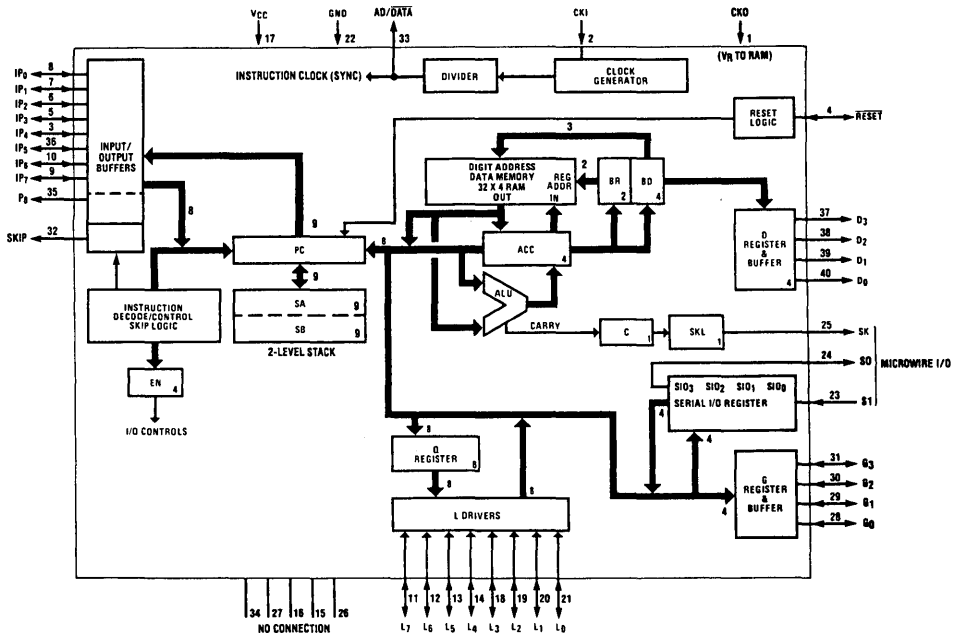 VCC
17
GND
22
AD/DATA
33
CKI
2
CKO
1
(VR TO RAM)
INSTRUCTION CLOCK (SYNC)
DIVIDER
CLOCK
GENERATOR
RESET
LOGIC
4
RESET
IP0
8
IP1
7
IP2
6
IP3
5
IP4
3
IP5
36
IP6
10
IP7
9
P8
35
SKIP
32
INPUT/
OUTPUT
BUFFERS
8
9
3
DIGIT ADDRESS
DATA MEMORY
32 X 4 RAM
OUT
REG
ADDR
IN
2
BR
2
BD
4
PC
8
9
ACC
4
D
REGISTER
&
BUFFER
4
37
D3
38
D2
39
D1
40
D0
INSTRUCTION
DECODE/CONTROL
SKIP LOGIC
SA
9
SB
9
2-LEVEL STACK
ALU
CARRY
C
1
SKL
1
25
SK
24
SO
MICROWIRE I/O
23
S1
EN
4
I/O CONTROLS
SIO3
SIO2
SIO1
SIO0
SERIAL I/O REGISTER
4
4
8
Q
REGISTER
8
8
8
L DRIVERS
G
REGISTER
&
BUFFER
4
31
G3
30
G2
29
G1
28
G0
34
27
16
15
26
NO CONNECTION
11
12
13
14
18
19
20
21
L7
L6
L5
L4
L3
L2
L1
L0